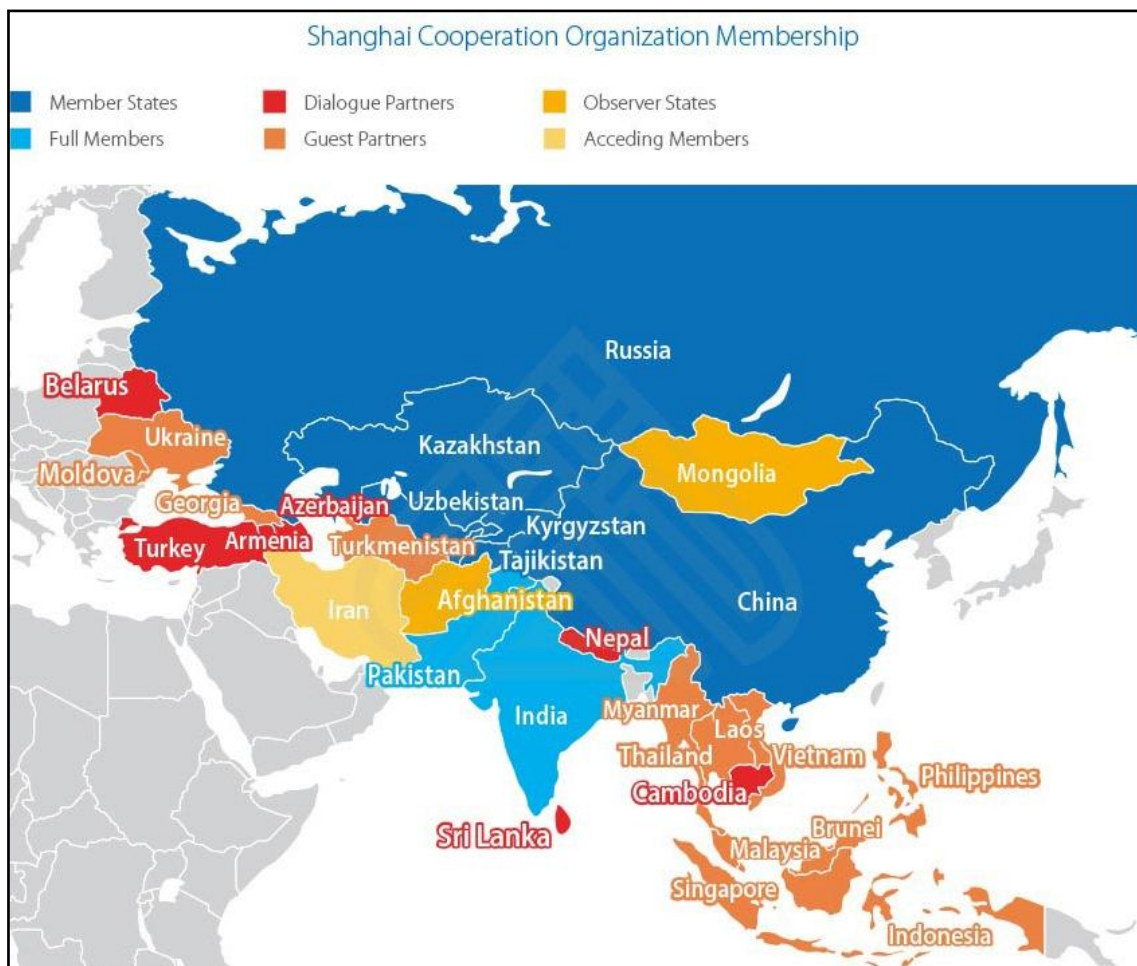 Shanghai Cooperation Organization Membership
Member States
Dialogue Partners
Observer States
Full Members
Guest Partners
Acceding Members
Russia
Belarus
Ukraine
Kazakhstan
Mongolia
Moldova
Georgia
Azerbaijan
Uzbekistan
Kyrgyzstan
Turkey
Armenia
Turkmenistan
Tajikistan
Iran
Afghanistan
China
Nepal
Pakistan
India
Myanmar
Laos
Thailand
Vietnam
Cambodia
Philippines
Sri Lanka
Brunei
Malaysia
Singapore
Indonesia